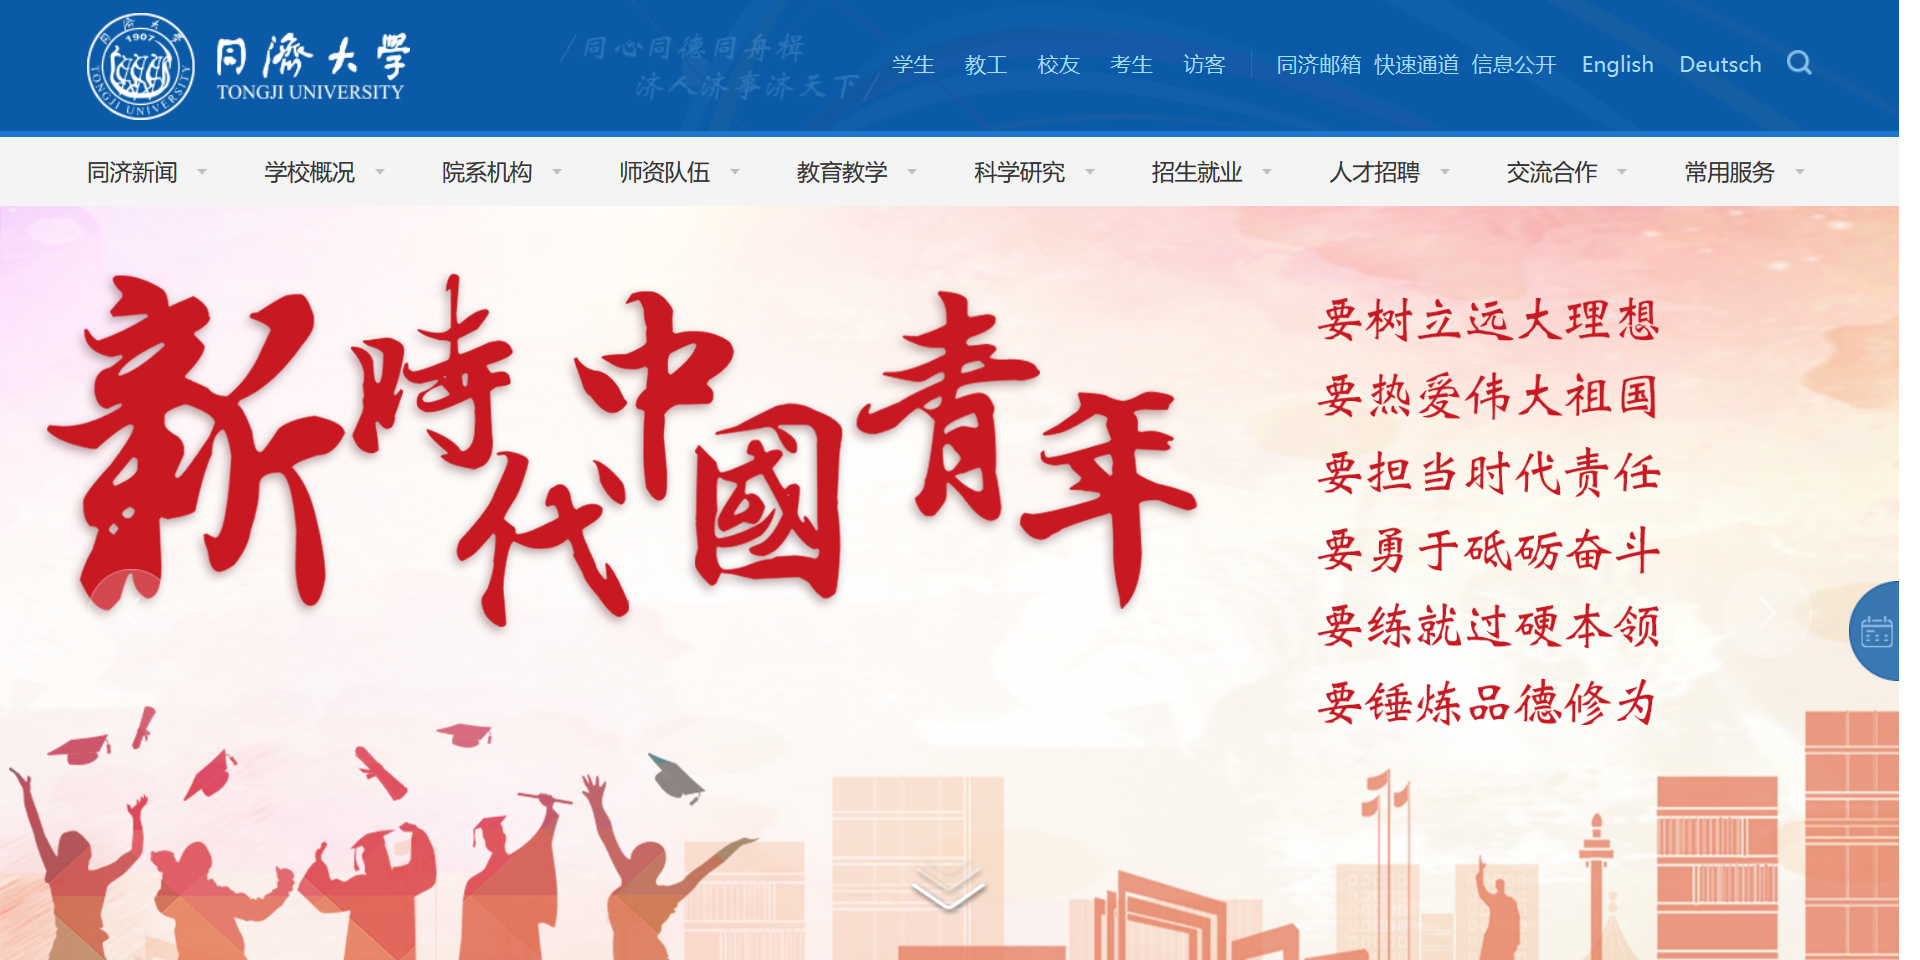 1907
TONGJI UNIVERSITY
同濟大學
TONGJI UNIVERSITY
同心同德同舟楫
济人济事济天下
学生 教工 校友 考生 访客 同济邮箱 快速通道 信息公开 English Deutsch
同济新闻 学校概况 院系机构 师资队伍 教育教学 科学研究 招生就业 人才招聘 交流合作 常用服务
新時代中國青年
要树立远大理想
要热爱伟大祖国
要担当时代责任
要勇于砥砺奋斗
要练就过硬本领
要锤炼品德修为